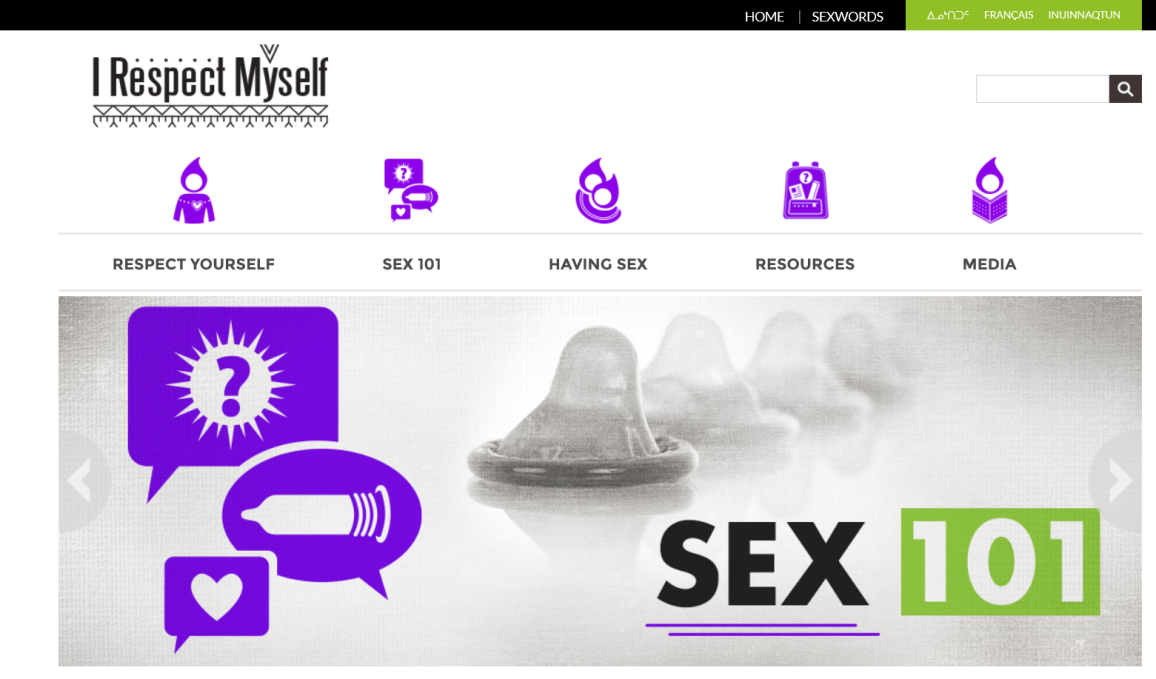 HOME | SEXWORDS
ᐃᓄᒃᑎᑐᑦ FRANÇAIS INUINNAQTUN
I Respect Myself
RESPECT YOURSELF
SEX 101
HAVING SEX
RESOURCES
MEDIA
?
SEX 101